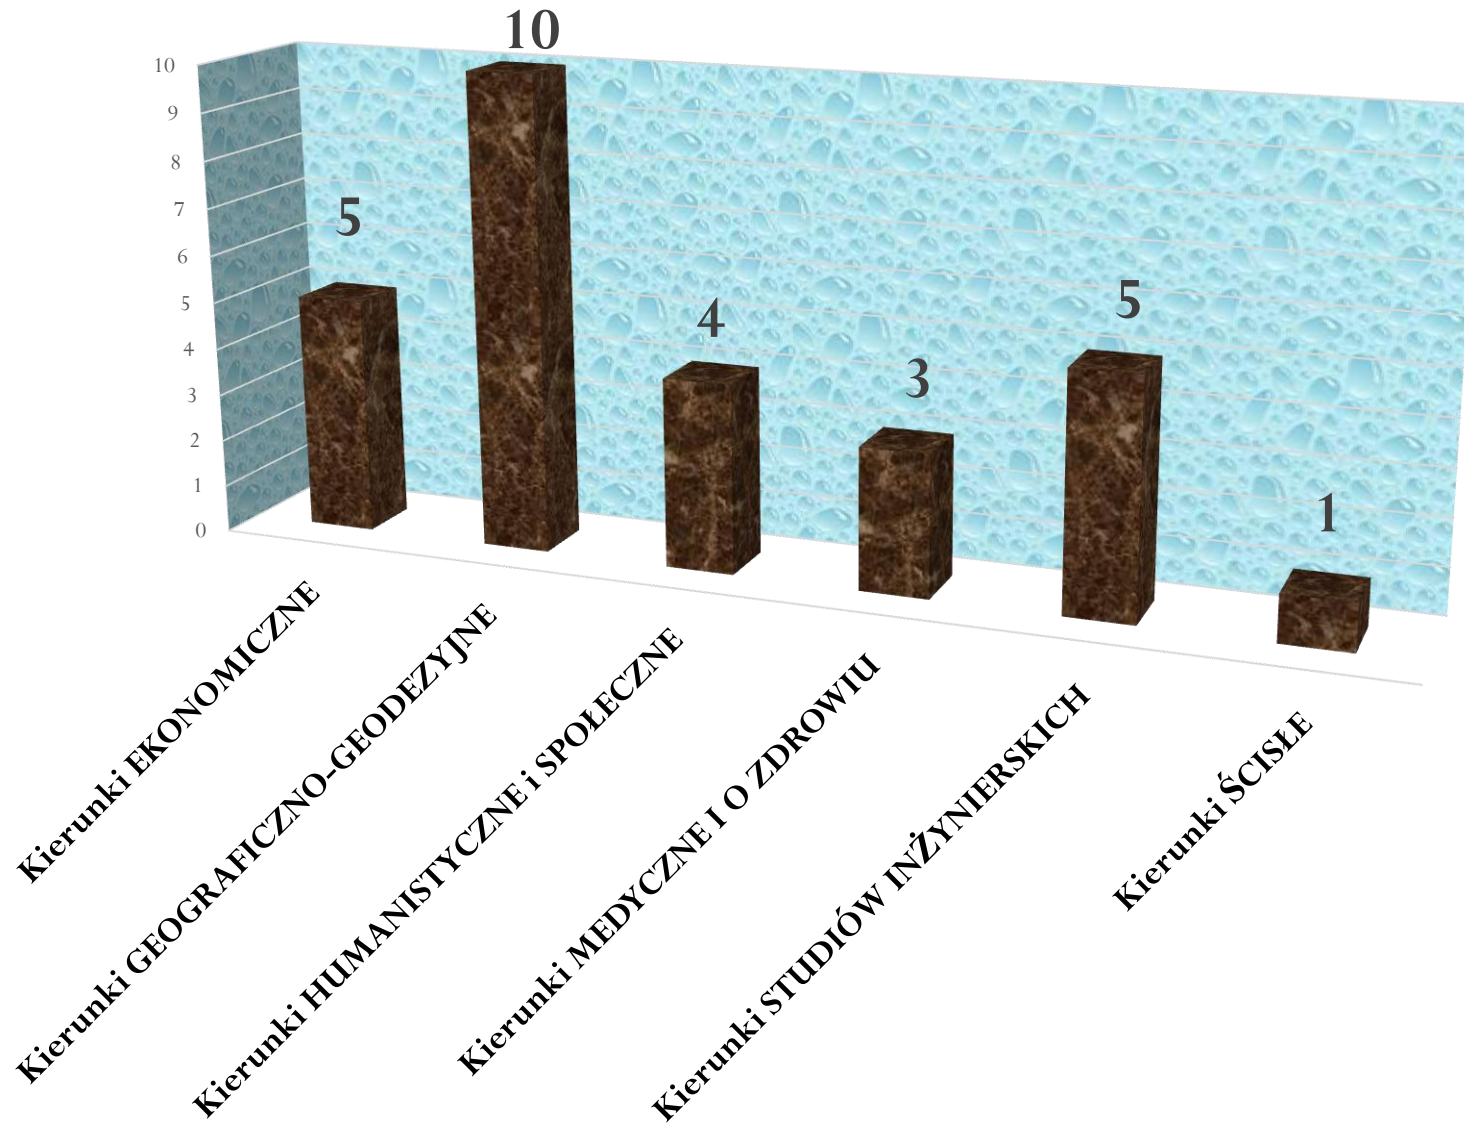 10
9
8
7
6
5
4
3
2
1
0
5
10
4
3
5
1
Kierunki EKONOMICZNE
Kierunki GEOGRAFICZNO-GEODEZYJNE
Kierunki HUMANISTYCZNE i SPOŁECZNE
Kierunki MEDYCZNE I O ZDROWIU
Kierunki STUDIÓW INŻYNIERSKICH
Kierunki ŚCISŁE